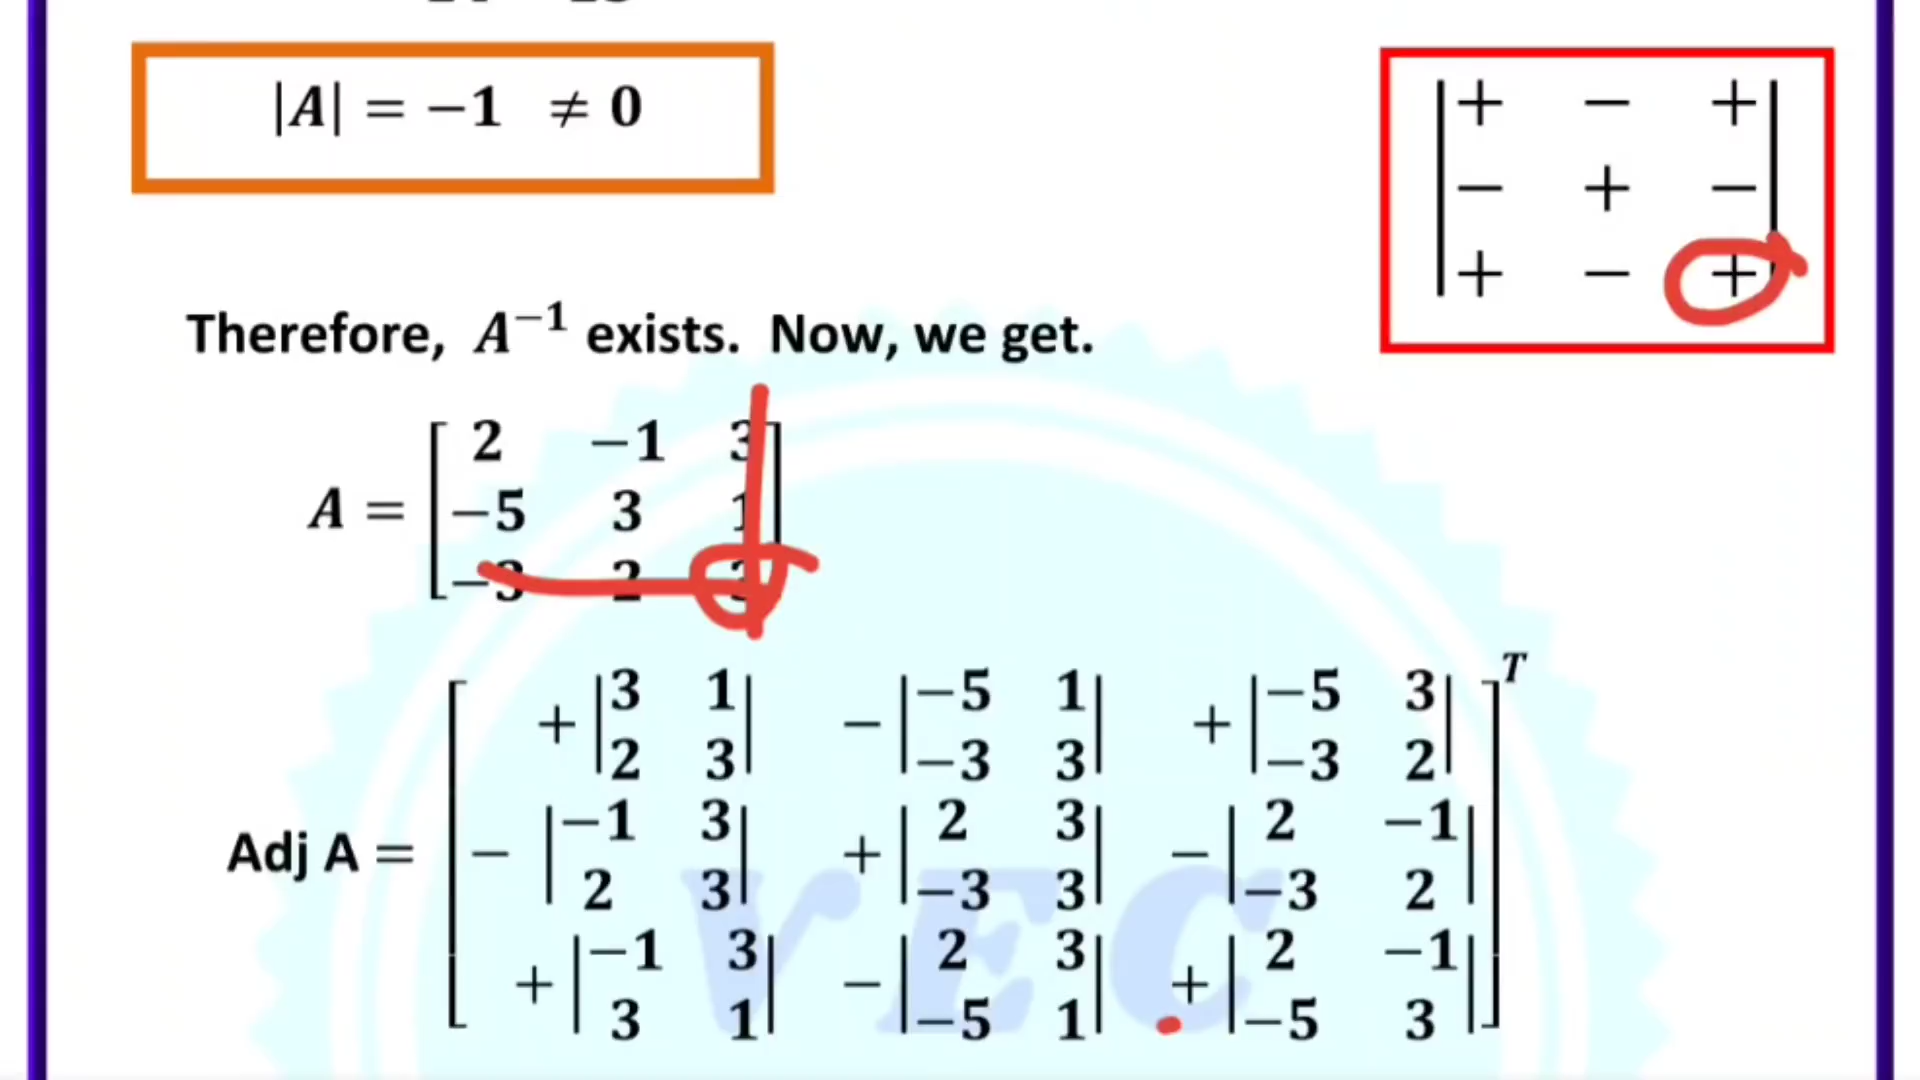 |A| = −1 ≠ 0
+ − +
− + −
+ − +
Therefore, A⁻¹ exists. Now, we get.
2 −1 3
A = −5 3 1
−3 2 3
+ |3 1| − |−5 1| + |−5 3| T
|2 3| |−3 3| |−3 2|
Adj A = − |−1 3| + |2 3| − |2 −1|
|2 3| |−3 3| |−3 2|
+ |−1 3| − |2 3| + |2 −1|
|3 1| |−5 1| |−5 3|
VEC